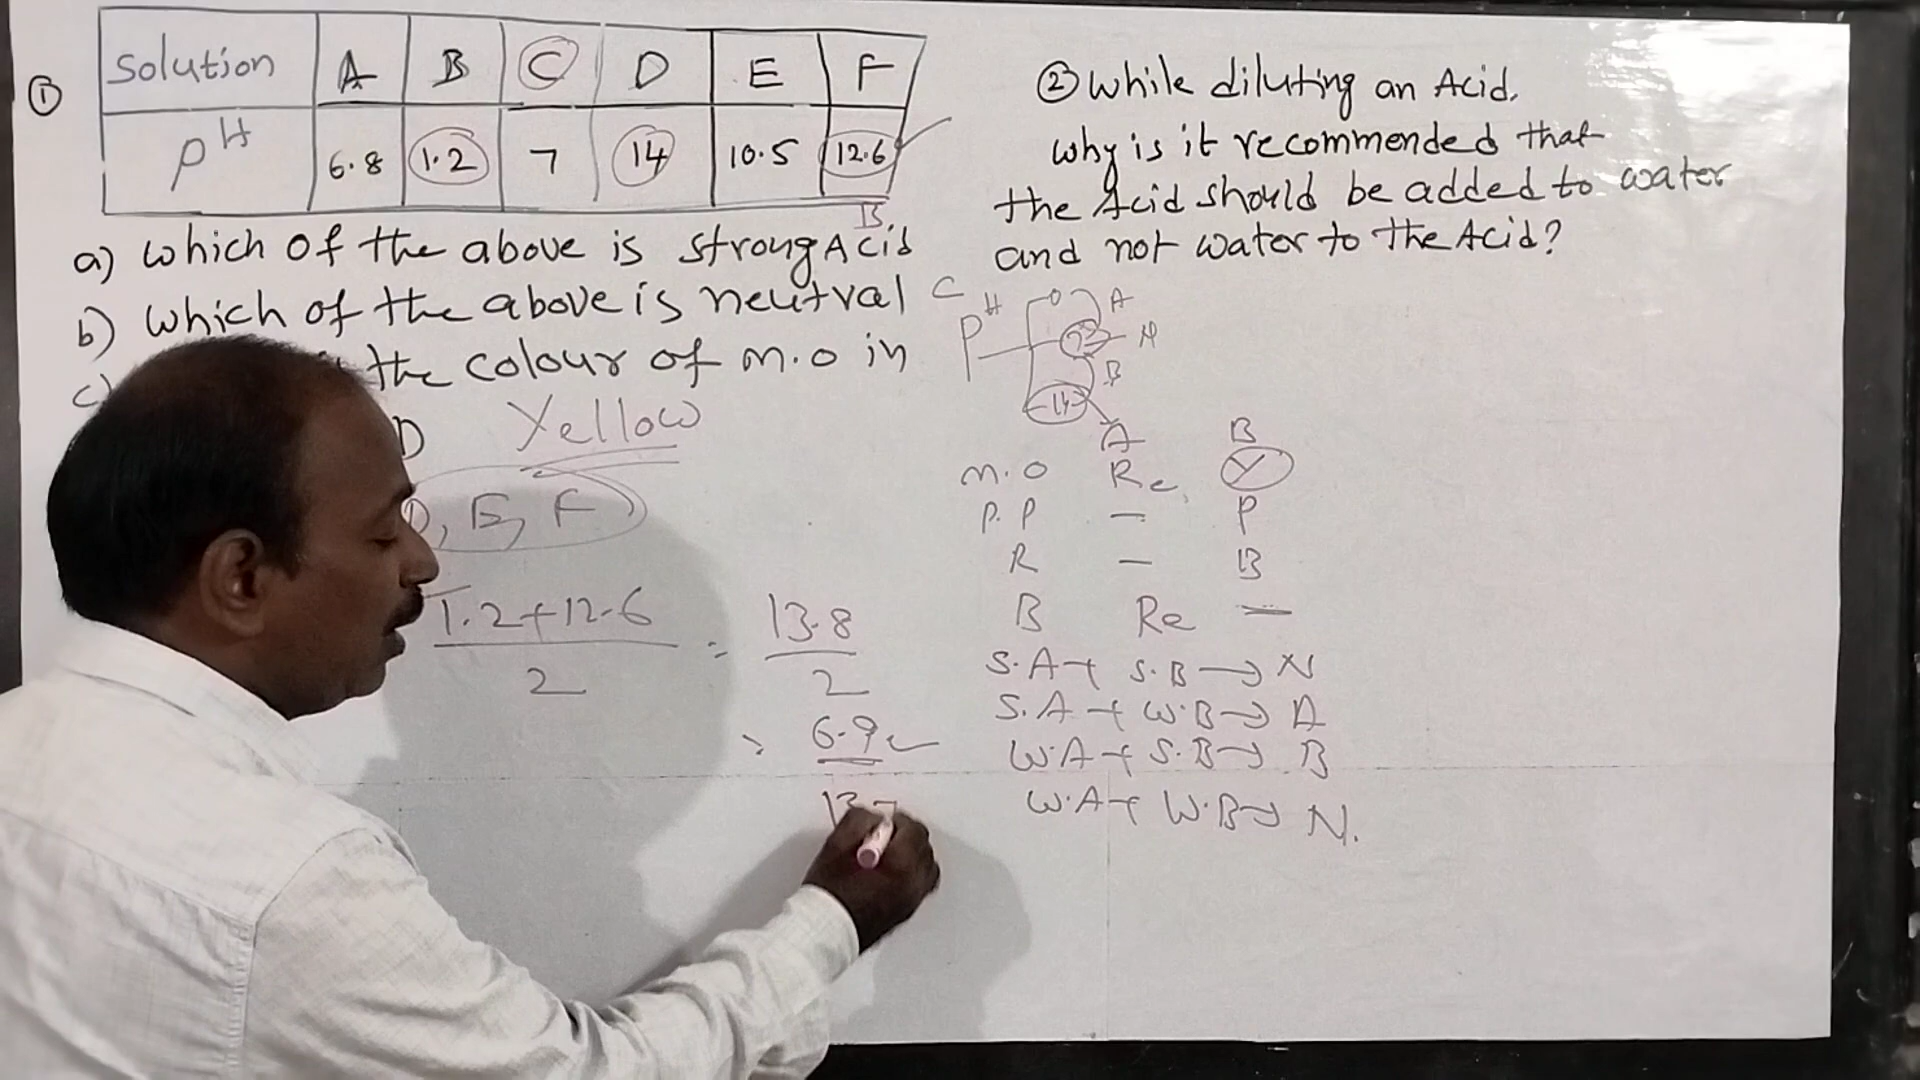 ① Solution A B C D E F
pH 6.8 1.2 7 14 10.5 12.6
a) Which of the above is strong Acid B
b) Which of the above is neutral C
c) the colour of m.o in
D Yellow
D, E, F
1.2+12.6 = 13.8
2 2
= 6.9
13.
② While diluting an Acid.
why is it recommended that
the Acid should be added to water
and not water to the Acid?
pH 0 A
7 N
B
14
A B
m.o Re Y
P.P — P
R — B
B Re —
S.A + S.B → N
S.A + W.B → A
W.A + S.B → B
W.A + W.B → N.